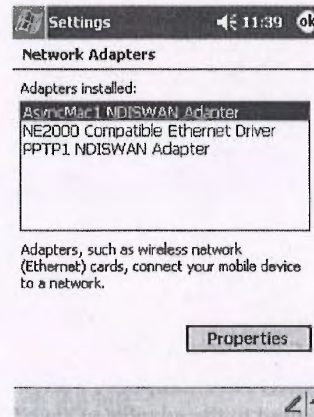 Settings 11:39 ok
Network Adapters
Adapters installed:
AsyncMac1 NDISWAN Adapter
NE2000 Compatible Ethernet Driver
PPTP1 NDISWAN Adapter
Adapters, such as wireless network
(Ethernet) cards, connect your mobile device
to a network.
Properties